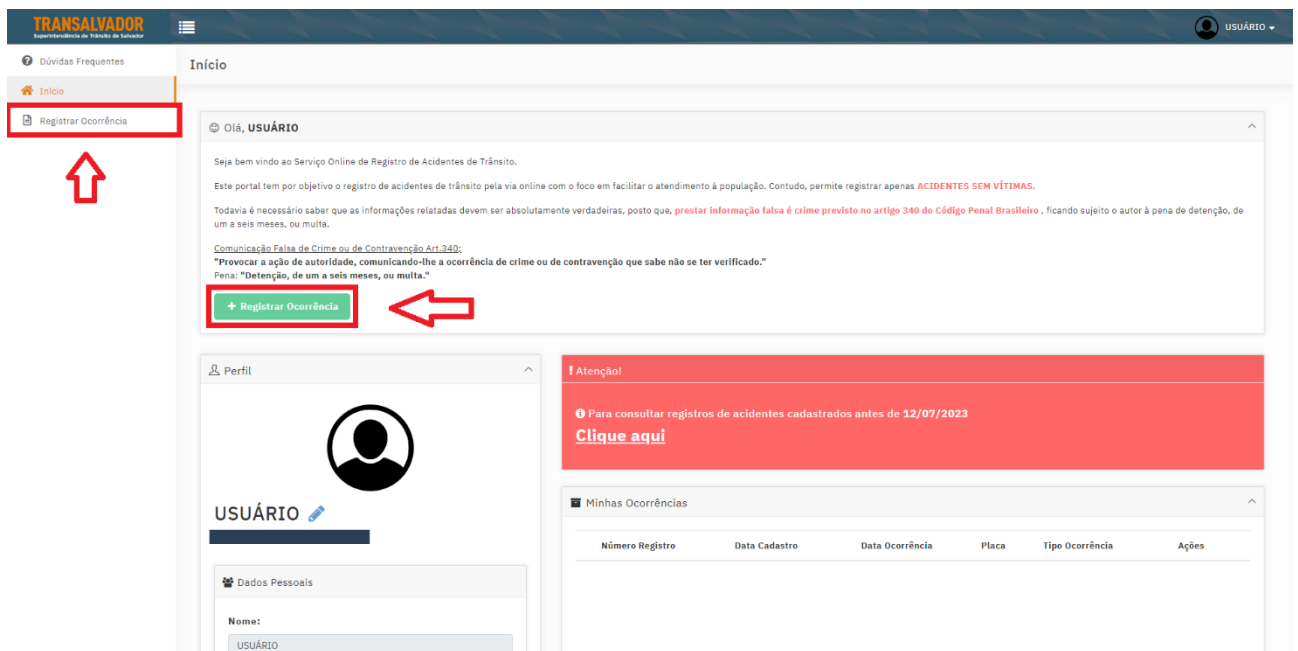 TRANSALVADOR
Superintendência de Trânsito de Salvador
USUÁRIO
Dúvidas Frequentes
Início
Registrar Ocorrência
Início
Olá, USUÁRIO
Seja bem vindo ao Serviço Online de Registro de Acidentes de Trânsito.
Este portal tem por objetivo o registro de acidentes de trânsito pela via online com o foco em facilitar o atendimento à população. Contudo, permite registrar apenas ACIDENTES SEM VÍTIMAS.
Todavia é necessário saber que as informações relatadas devem ser absolutamente verdadeiras, posto que, prestar informação falsa é crime previsto no artigo 340 do Código Penal Brasileiro , ficando sujeito o autor à pena de detenção, de
um a seis meses, ou multa.
Comunicação Falsa de Crime ou de Contravenção Art.340:
"Provocar a ação de autoridade, comunicando-lhe a ocorrência de crime ou de contravenção que sabe não se ter verificado."
Pena: "Detenção, de um a seis meses, ou multa."
+ Registrar Ocorrência
Perfil
USUÁRIO
Dados Pessoais
Nome:
USUÁRIO
Atenção!
Para consultar registros de acidentes cadastrados antes de 12/07/2023
Clique aqui
Minhas Ocorrências
Número Registro Data Cadastro Data Ocorrência Placa Tipo Ocorrência Ações